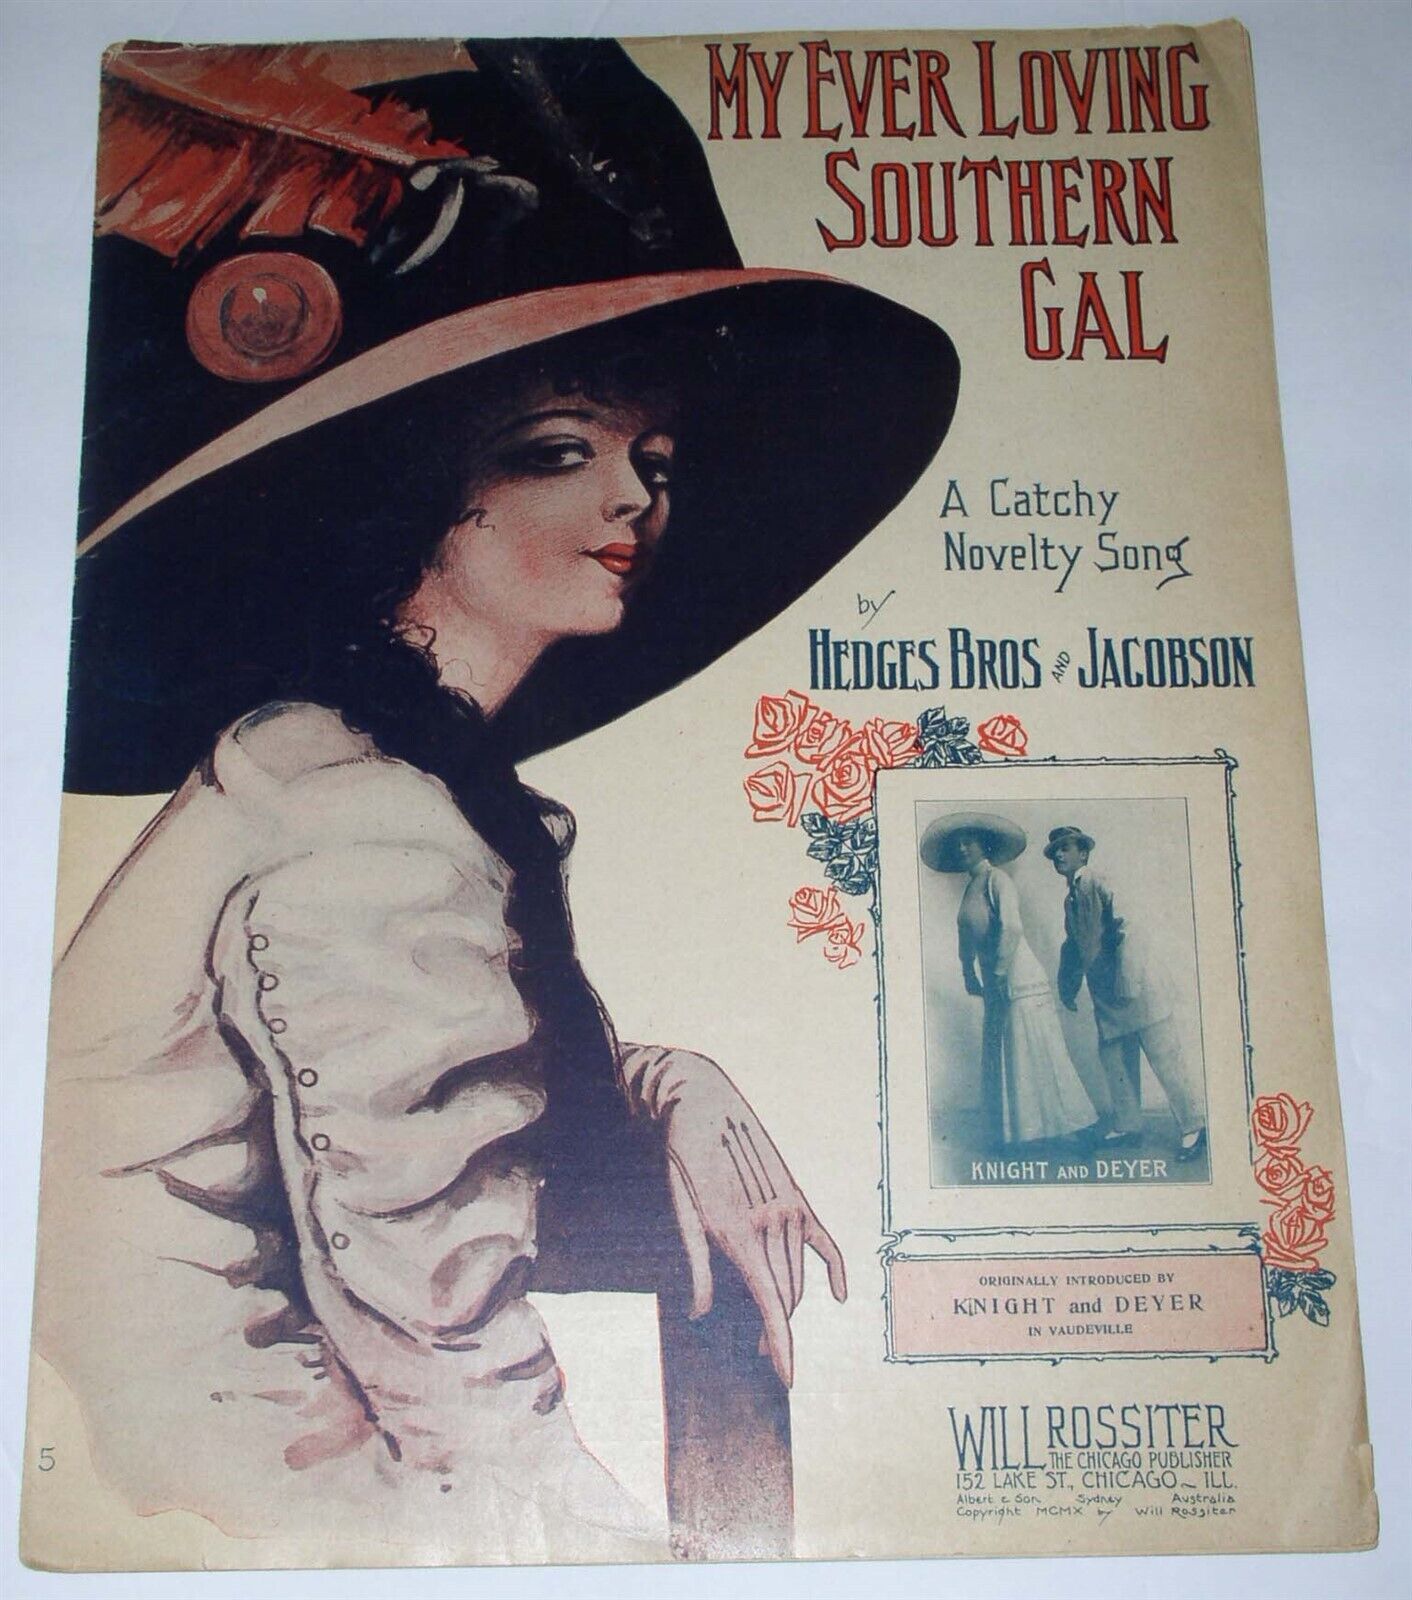 MY EVER LOVING
SOUTHERN
GAL
A Catchy
Novelty Song
by
HEDGES BROS AND JACOBSON
KNIGHT AND DEYER
ORIGINALLY INTRODUCED BY
KNIGHT and DEYER
IN VAUDEVILLE
WILL ROSSITER
THE CHICAGO PUBLISHER
152 LAKE ST., CHICAGO ~ ILL.
Albert & Son Sydney Australia
Copyright MCMX by Will Rossiter
5